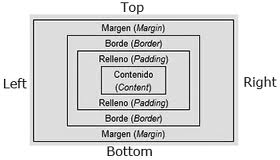 Top
Margen (Margin)
Borde (Border)
Relleno (Padding)
Left
Contenido
(Content)
Right
Relleno (Padding)
Borde (Border)
Margen (Margin)
Bottom